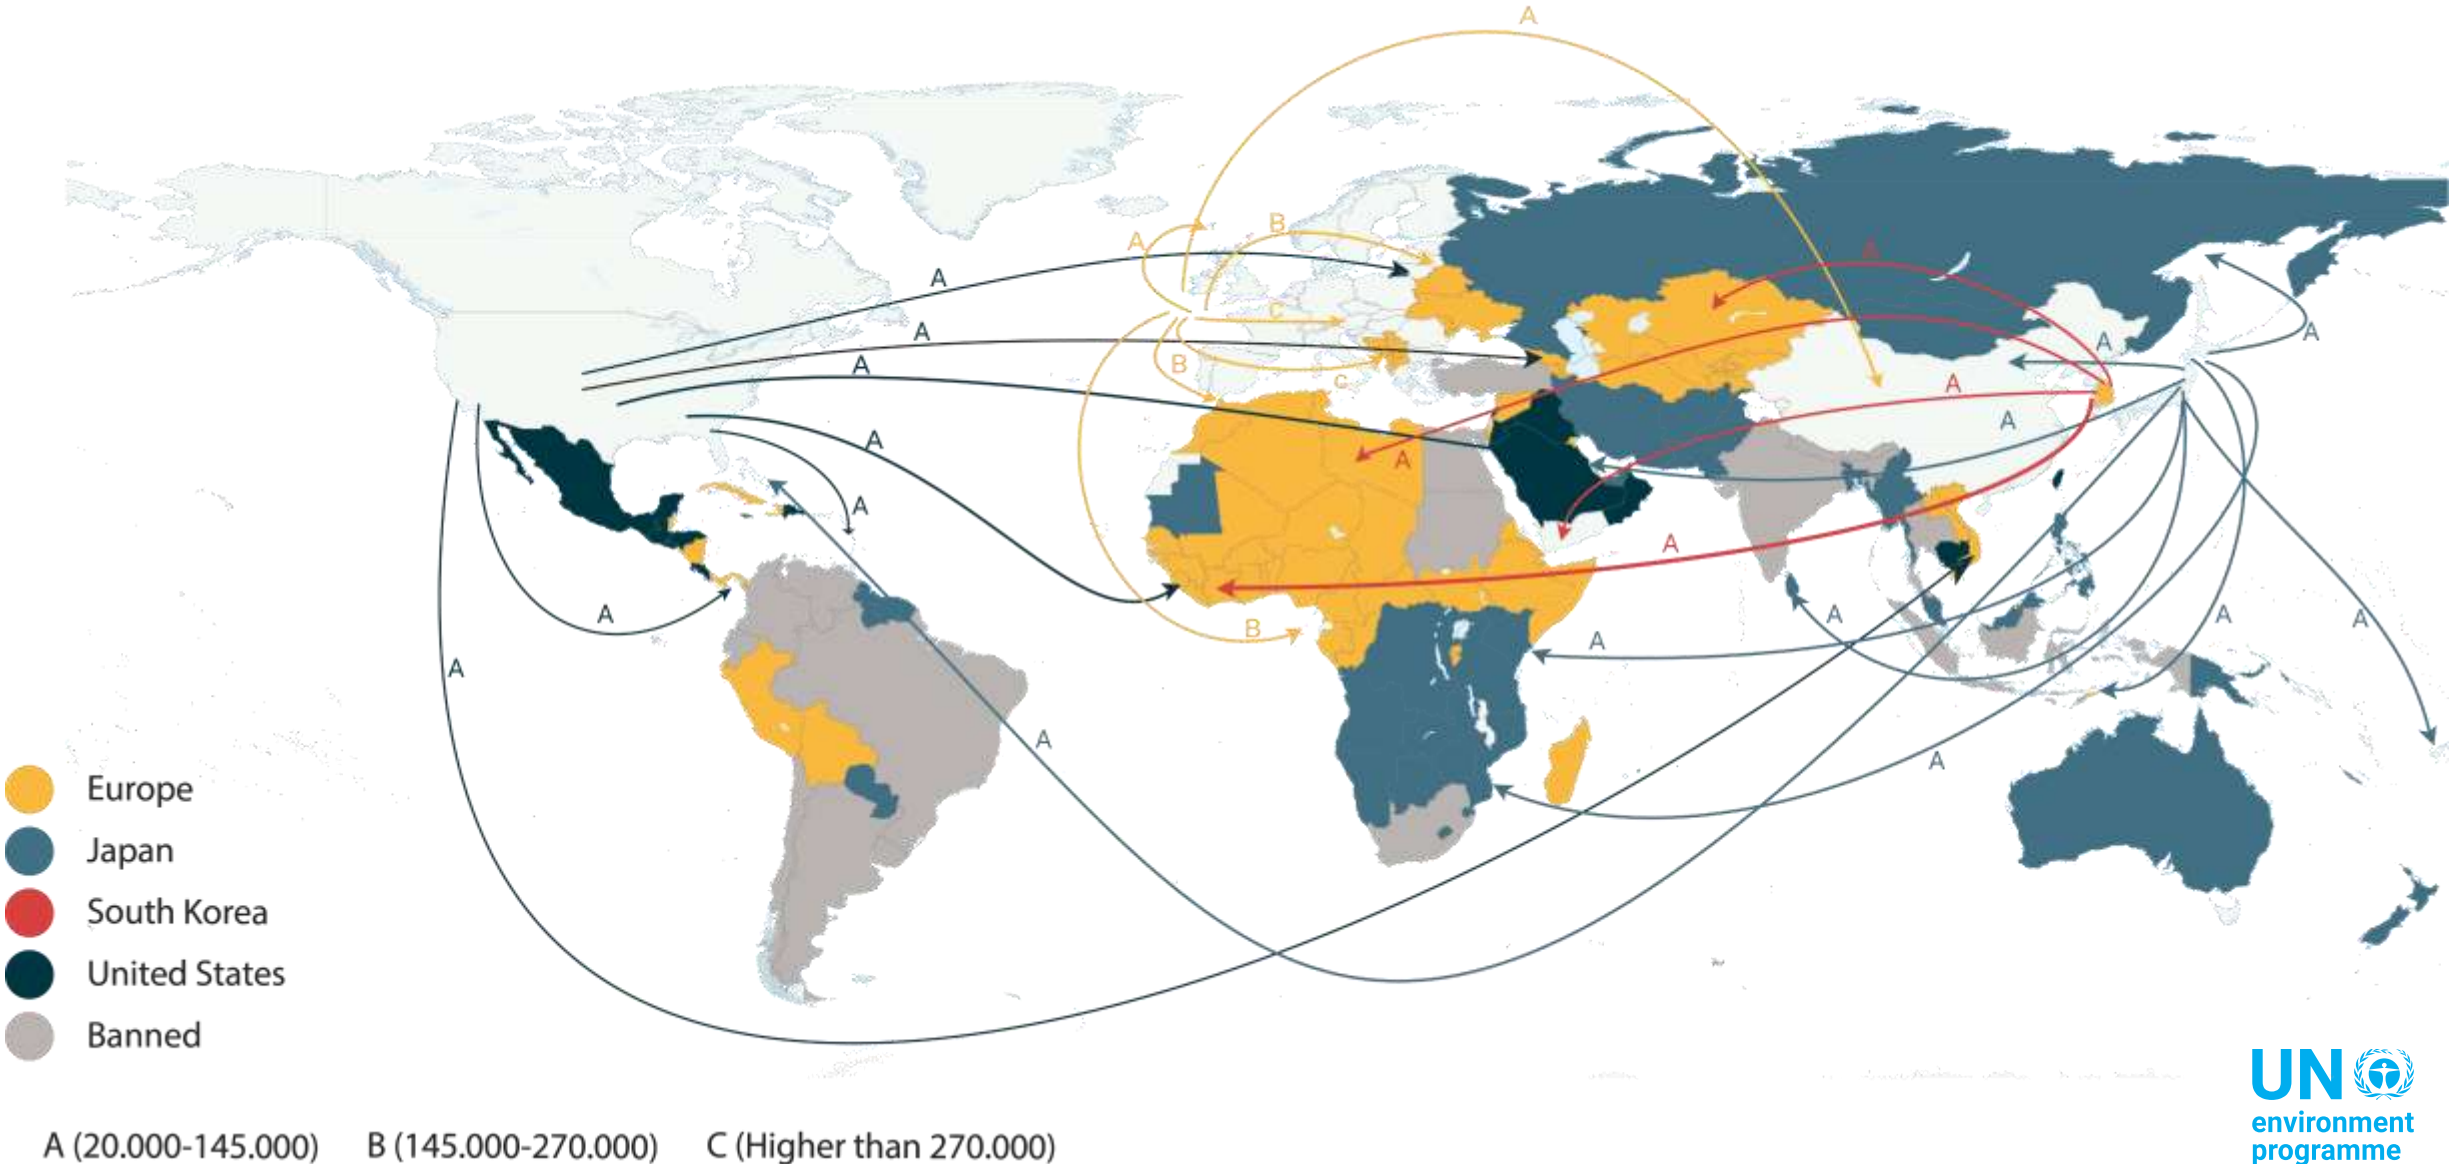 A
A
B
A
A
A
C
A
A
A
A
B
C
A
A
A
A
A
A
A
A
A
A
B
A
A
A
A
A
A
Europe
Japan
South Korea
United States
Banned
A (20.000-145.000) B (145.000-270.000) C (Higher than 270.000)
UN
environment
programme